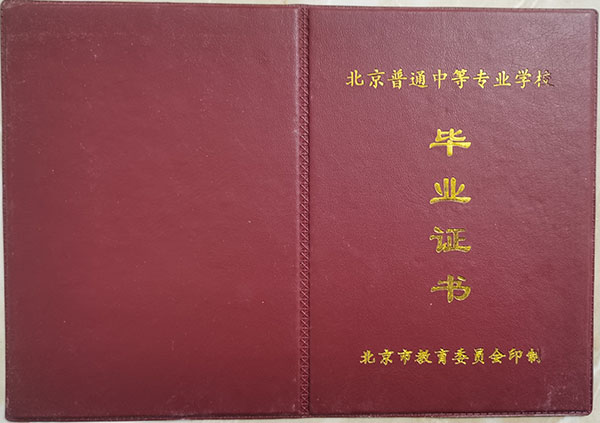 北京普通中等专业学校
毕
业
证
书
北京市教育委员会印制